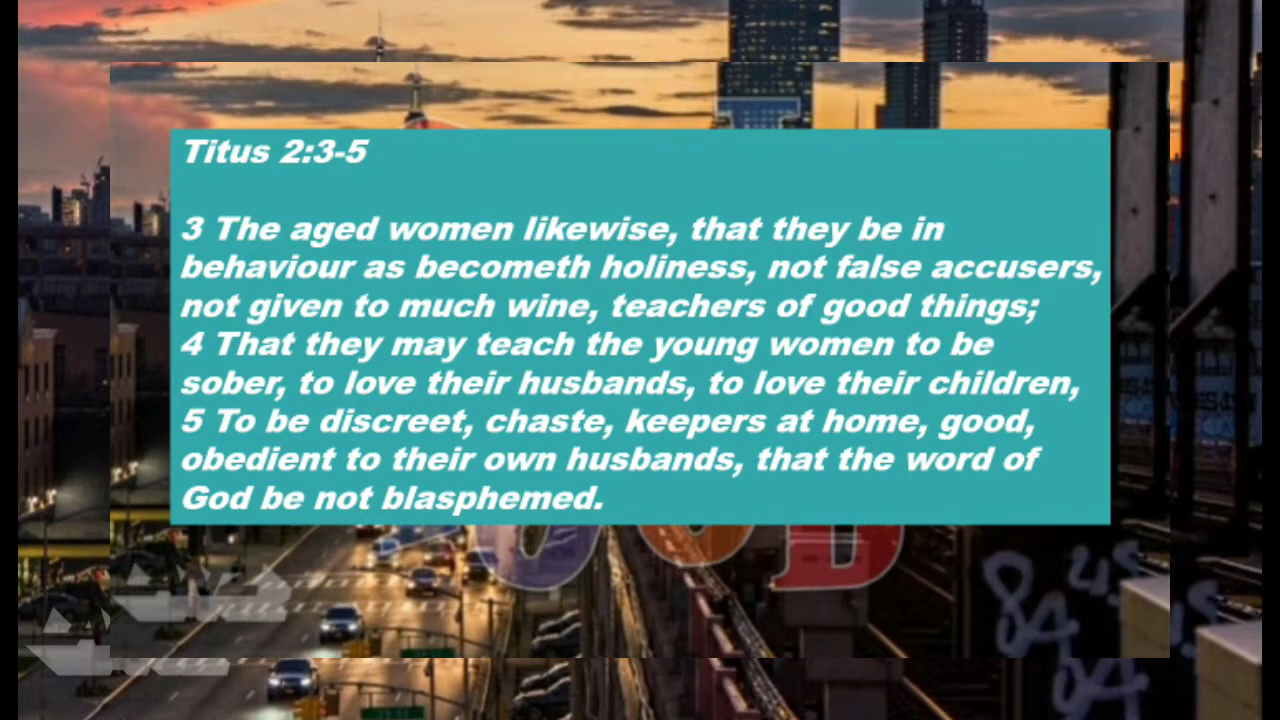 Titus 2:3-5
3 The aged women likewise, that they be in
behaviour as becometh holiness, not false accusers,
not given to much wine, teachers of good things;
4 That they may teach the young women to be
sober, to love their husbands, to love their children,
5 To be discreet, chaste, keepers at home, good,
obedient to their own husbands, that the word of
God be not blasphemed.